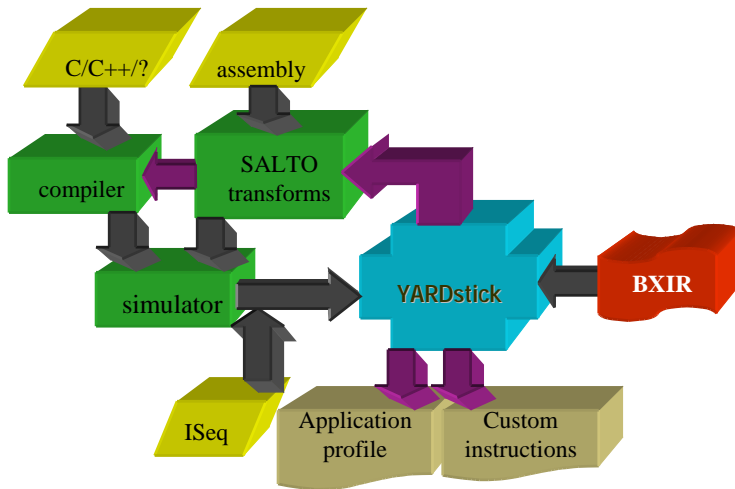 C/C++/?
assembly
SALTO
transforms
compiler
simulator
YARDstick
BXIR
ISeq
Application
profile
Custom
instructions